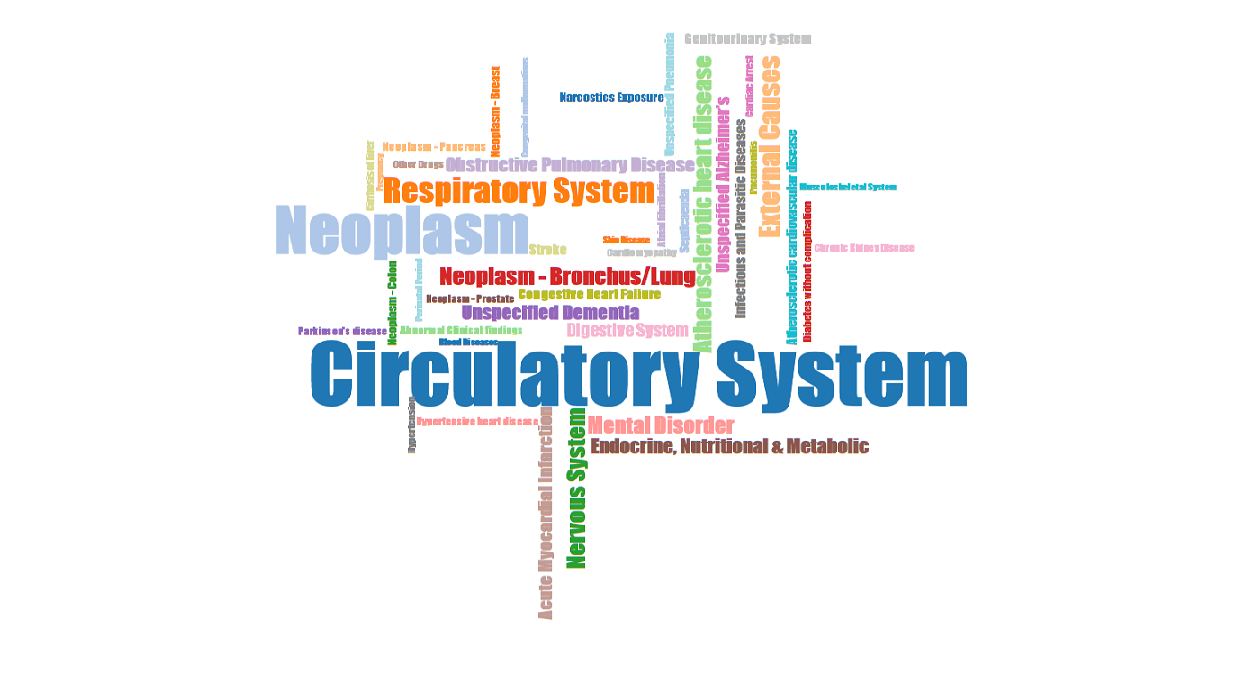 Genitourinary System
Unspecified Pneumonia
Neoplasm - Breast
Congenital malformations
Narcostics Exposure
Atherosclerotic heart disease
Cardiac Arrest
External Causes
Unspecified Alzheimer's
Infectious and Parasitic Diseases
Pneumonitis
Atherosclerotic cardiovascular disease
Neoplasm - Pancreas
Cirrhosis of liver
Pregnancy
Other Drugs
Obstructive Pulmonary Disease
Respiratory System
Atrial fibrillation
Septicaemia
Musculoskeletal System
Neoplasm
Stroke
Skin Disease
Cardiomyopathy
Diabetes without complication
Chronic Kidney Disease
Neoplasm - Colon
Perinatal Period
Neoplasm - Bronchus/Lung
Neoplasm - Prostate
Congestive Heart Failure
Unspecified Dementia
Parkinson's disease
Abnormal Clinical findings
Digestive System
Blood Diseases
Circulatory System
Hypertension
Hypertensive heart disease
Acute Myocardial Infarction
Nervous System
Mental Disorder
Endocrine, Nutritional & Metabolic